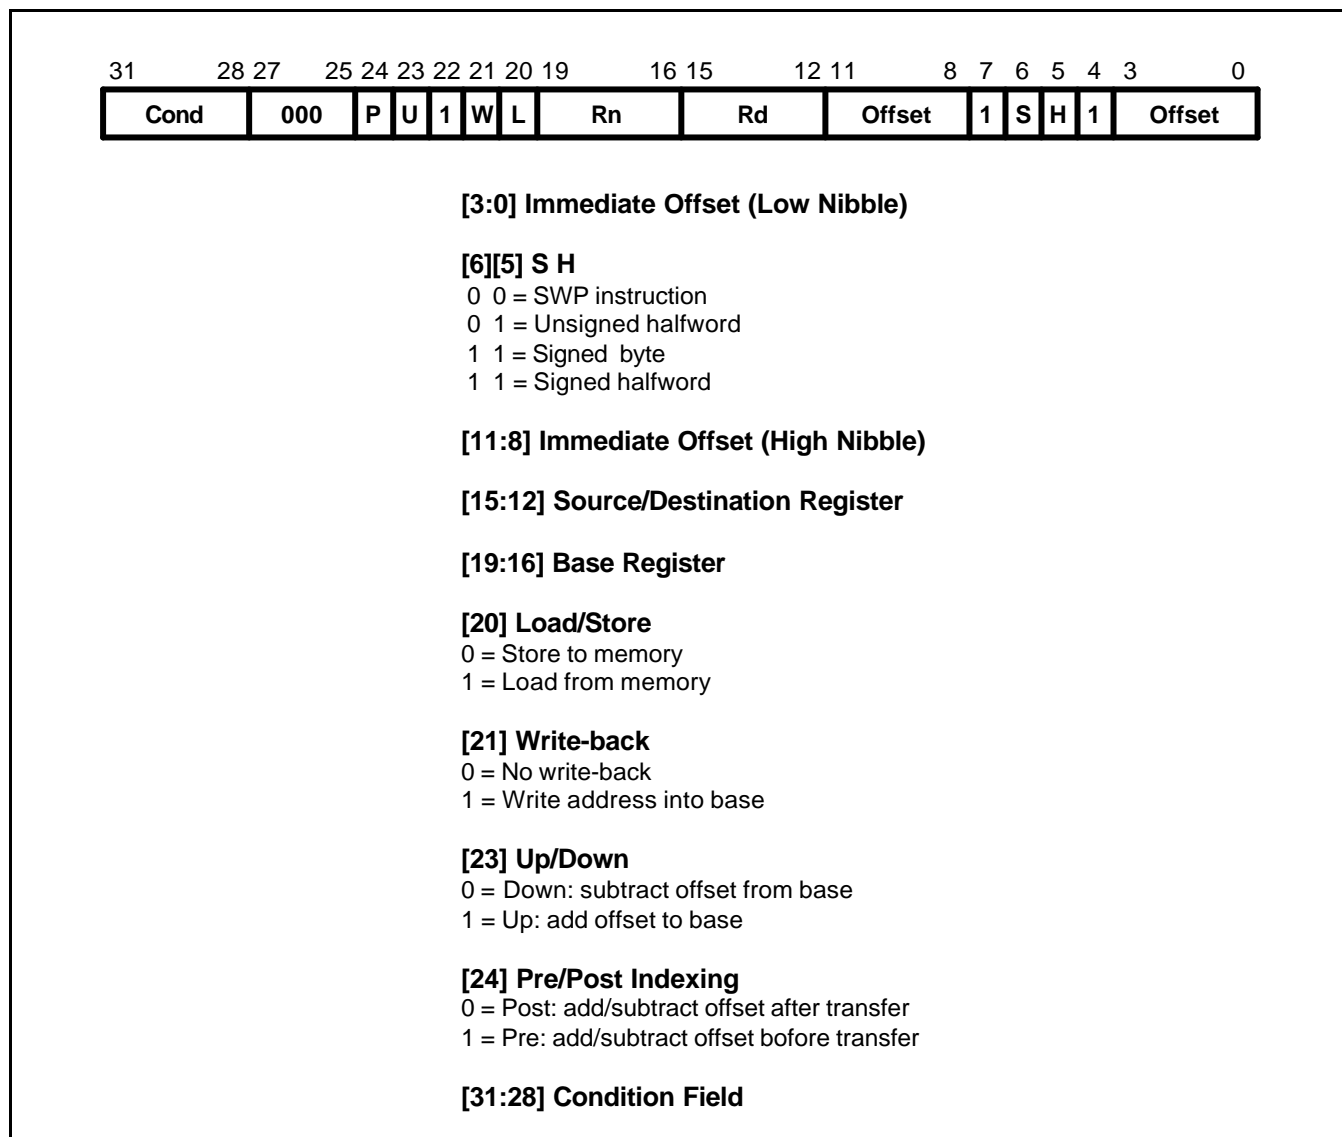 31 28 27 25 24 23 22 21 20 19 16 15 12 11 8 7 6 5 4 3 0
Cond 000 P U 1 W L Rn Rd Offset 1 S H 1 Offset
[3:0] Immediate Offset (Low Nibble)
[6][5] S H
0 0 = SWP instruction
0 1 = Unsigned halfword
1 1 = Signed byte
1 1 = Signed halfword
[11:8] Immediate Offset (High Nibble)
[15:12] Source/Destination Register
[19:16] Base Register
[20] Load/Store
0 = Store to memory
1 = Load from memory
[21] Write-back
0 = No write-back
1 = Write address into base
[23] Up/Down
0 = Down: subtract offset from base
1 = Up: add offset to base
[24] Pre/Post Indexing
0 = Post: add/subtract offset after transfer
1 = Pre: add/subtract offset bofore transfer
[31:28] Condition Field